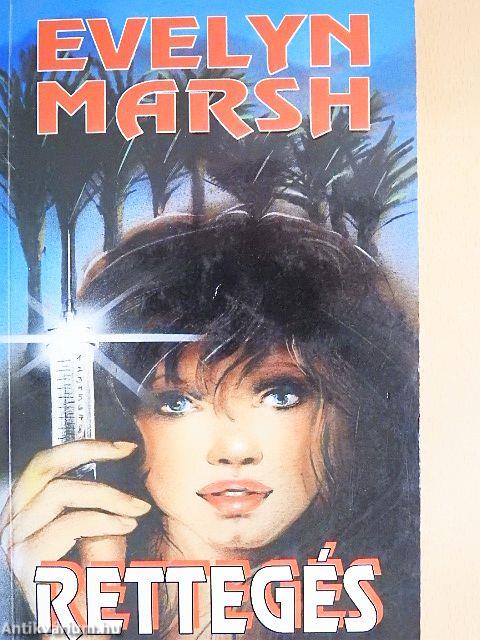 EVELYN
MARSH
RETTEGÉS
Antikvarium.hu